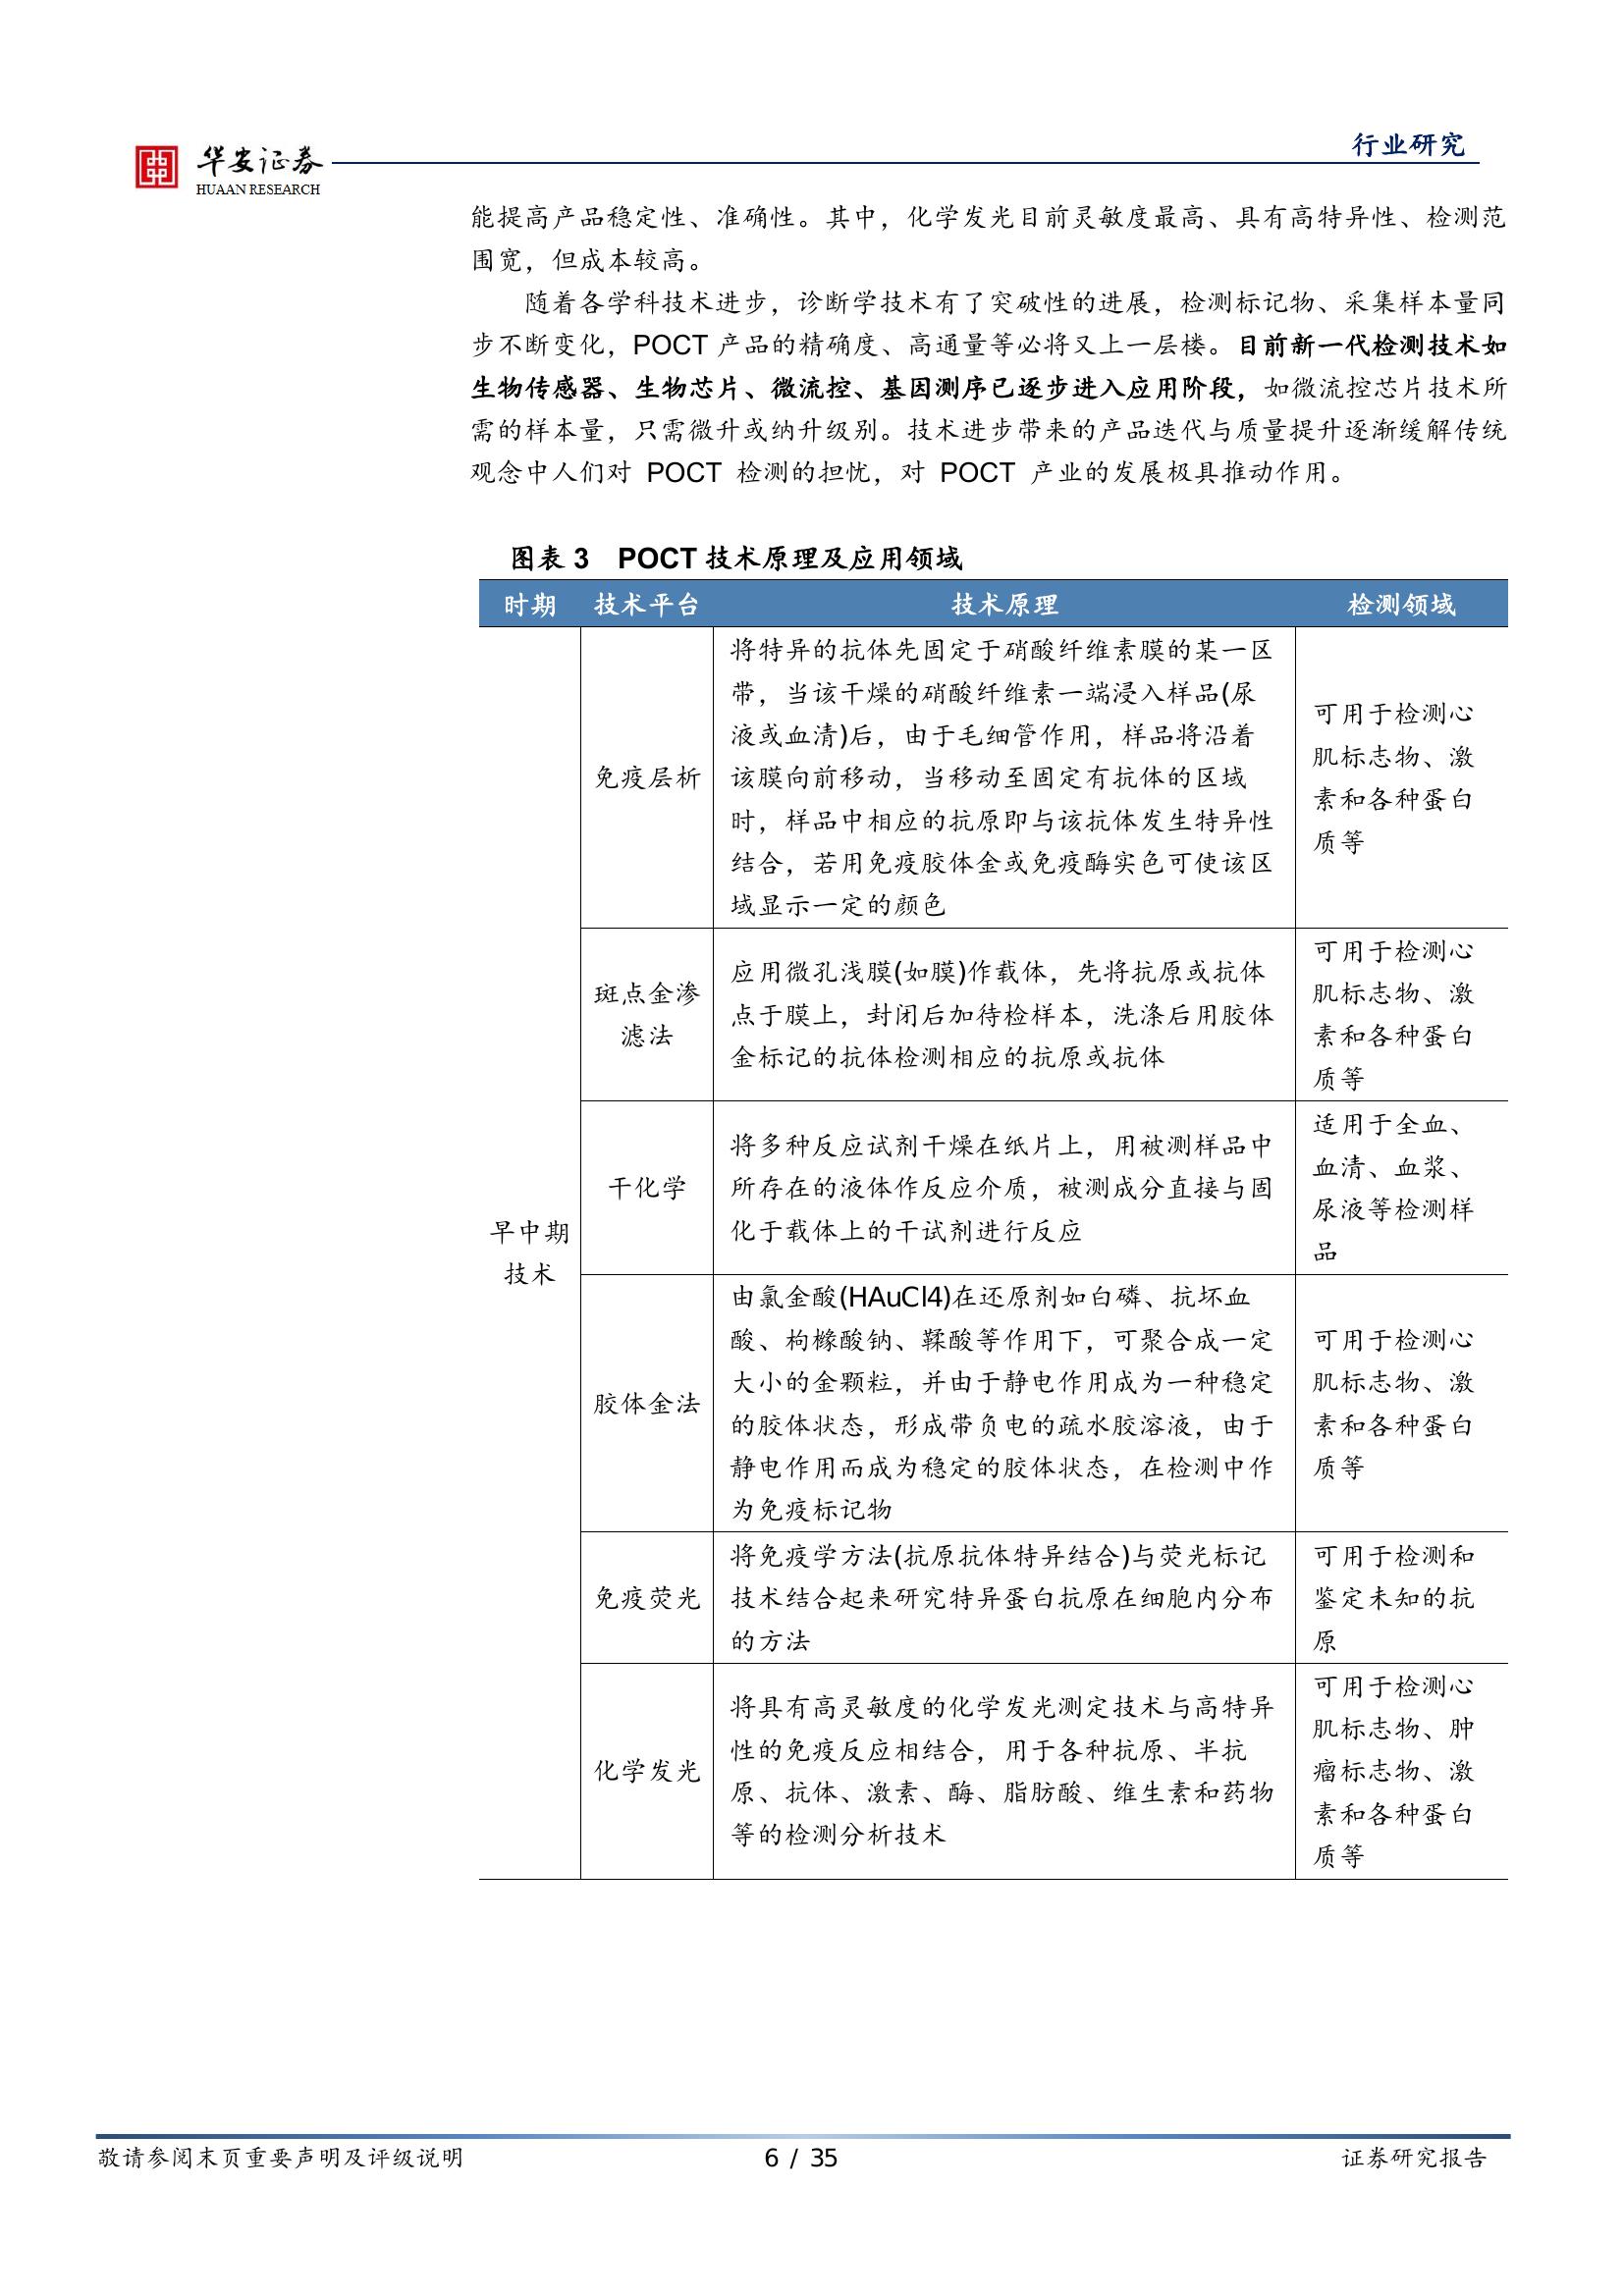 华安证券
HUAAN RESEARCH
行业研究
能提高产品稳定性、准确性。其中，化学发光目前灵敏度最高、具有高特异性、检测范
围宽，但成本较高。
随着各学科技术进步，诊断学技术有了突破性的进展，检测标记物、采集样本量同
步不断变化，POCT 产品的精确度、高通量等必将又上一层楼。目前新一代检测技术如
生物传感器、生物芯片、微流控、基因测序已逐步进入应用阶段，如微流控芯片技术所
需的样本量，只需微升或纳升级别。技术进步带来的产品迭代与质量提升逐渐缓解传统
观念中人们对 POCT 检测的担忧，对 POCT 产业的发展极具推动作用。
图表 3 POCT 技术原理及应用领域
时期 技术平台 技术原理 检测领域
早中期
技术
免疫层析
将特异的抗体先固定于硝酸纤维素膜的某一区
带，当该干燥的硝酸纤维素一端浸入样品(尿
液或血清)后，由于毛细管作用，样品将沿着
该膜向前移动，当移动至固定有抗体的区域
时，样品中相应的抗原即与该抗体发生特异性
结合，若用免疫胶体金或免疫酶实色可使该区
域显示一定的颜色
可用于检测心
肌标志物、激
素和各种蛋白
质等
斑点金渗
滤法
应用微孔浅膜(如膜)作载体，先将抗原或抗体
点于膜上，封闭后加待检样本，洗涤后用胶体
金标记的抗体检测相应的抗原或抗体
可用于检测心
肌标志物、激
素和各种蛋白
质等
干化学
将多种反应试剂干燥在纸片上，用被测样品中
所存在的液体作反应介质，被测成分直接与固
化于载体上的干试剂进行反应
适用于全血、
血清、血浆、
尿液等检测样
品
胶体金法
由氯金酸(HAuCl4)在还原剂如白磷、抗坏血
酸、枸橼酸钠、鞣酸等作用下，可聚合成一定
大小的金颗粒，并由于静电作用成为一种稳定
的胶体状态，形成带负电的疏水胶溶液，由于
静电作用而成为稳定的胶体状态，在检测中作
为免疫标记物
可用于检测心
肌标志物、激
素和各种蛋白
质等
免疫荧光
将免疫学方法(抗原抗体特异结合)与荧光标记
技术结合起来研究特异蛋白抗原在细胞内分布
的方法
可用于检测和
鉴定未知的抗
原
化学发光
将具有高灵敏度的化学发光测定技术与高特异
性的免疫反应相结合，用于各种抗原、半抗
原、抗体、激素、酶、脂肪酸、维生素和药物
等的检测分析技术
可用于检测心
肌标志物、肿
瘤标志物、激
素和各种蛋白
质等
敬请参阅末页重要声明及评级说明
6 / 35
证券研究报告